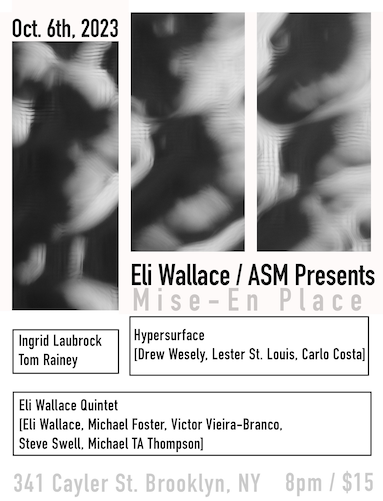 Oct. 6th, 2023
Eli Wallace / ASM Presents
Mise-En Place
Ingrid Laubrock
Tom Rainey
Hypersurface
[Drew Wesely, Lester St. Louis, Carlo Costa]
Eli Wallace Quintet
[Eli Wallace, Michael Foster, Victor Vieira-Branco,
Steve Swell, Michael TA Thompson]
341 Cayler St. Brooklyn, NY 8pm / $15